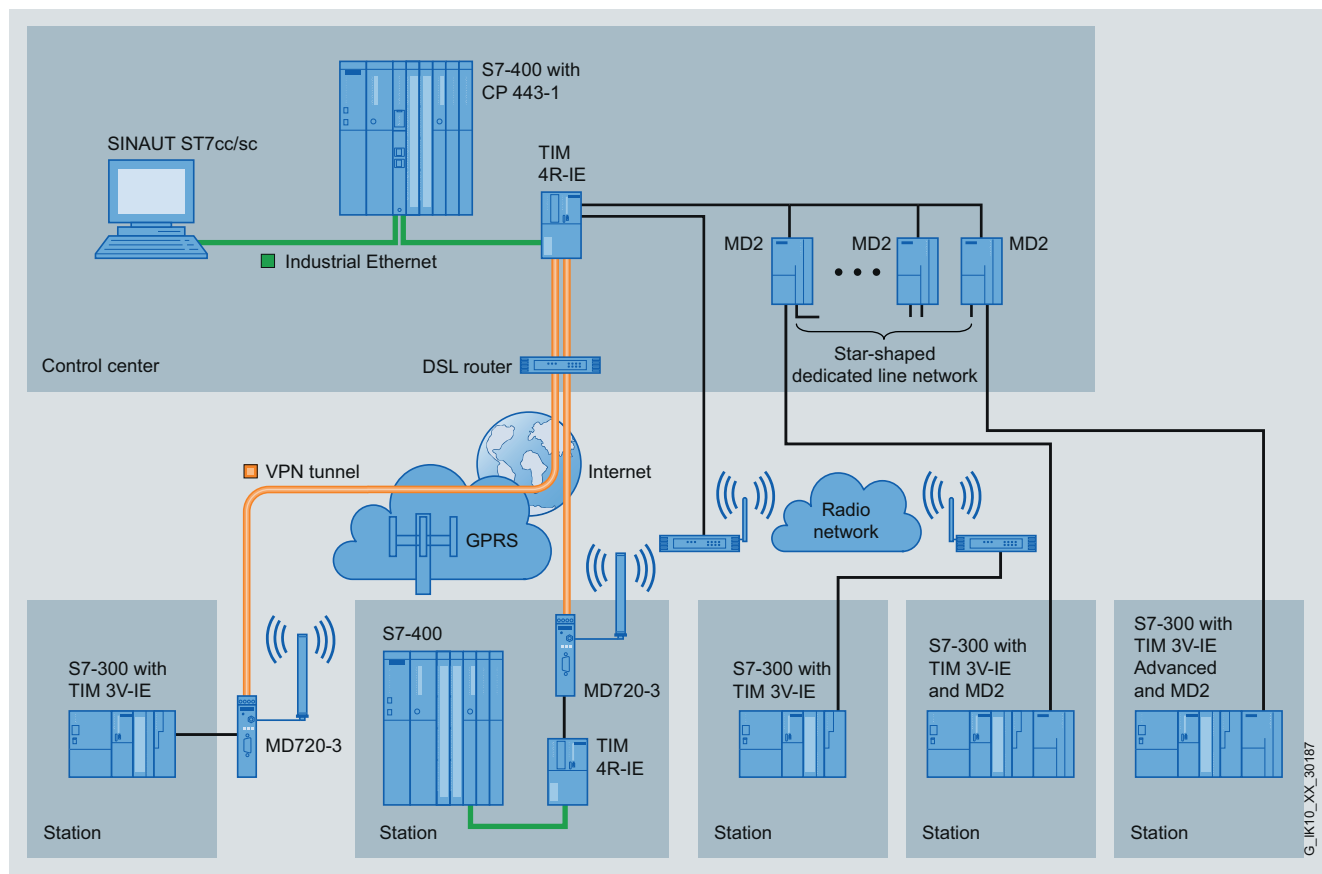 S7-400 with
CP 443-1
SINAUT ST7cc/sc
TIM
4R-IE
MD2
MD2
MD2
Industrial Ethernet
Star-shaped
dedicated line network
Control center
DSL router
VPN tunnel
Internet
GPRS
Radio
network
S7-300 with
TIM 3V-IE
MD720-3
Station
S7-400
MD720-3
TIM
4R-IE
Station
S7-300 with
TIM 3V-IE
Station
S7-300 with
TIM 3V-IE
and MD2
Station
S7-300 with
TIM 3V-IE
Advanced
and MD2
Station
G_IK10_XX_30187